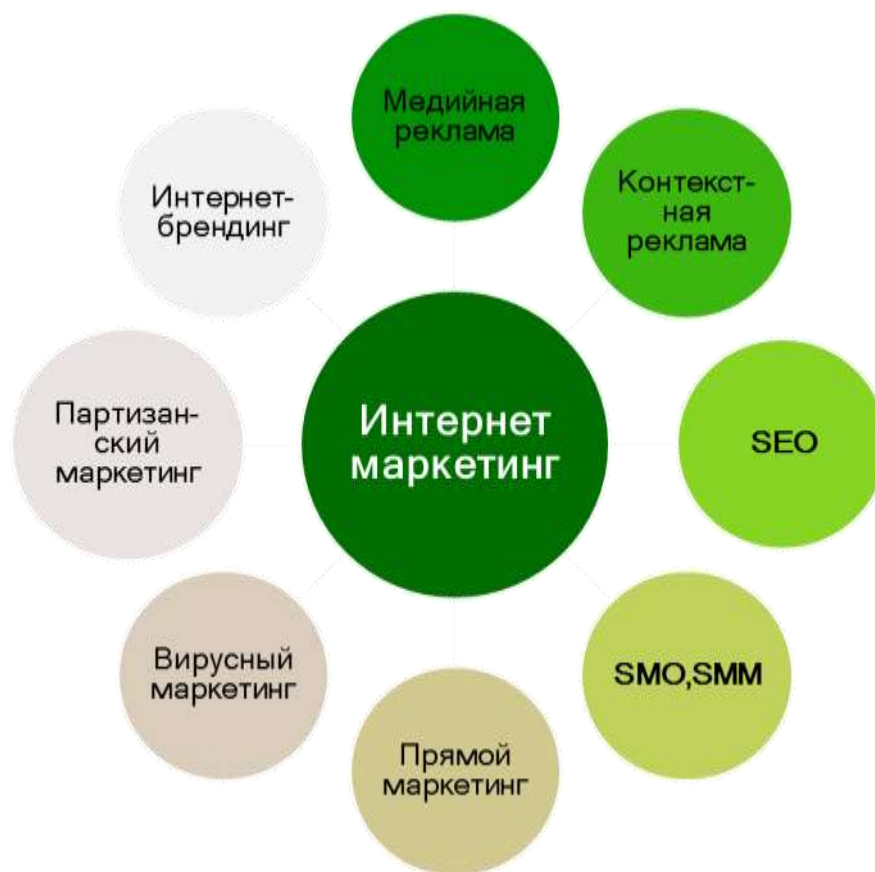 Медийная
реклама
Контекст-
ная
реклама
SEO
SMO,SMM
Прямой
маркетинг
Вирусный
маркетинг
Партизан-
ский
маркетинг
Интернет-
брендинг
Интернет
маркетинг